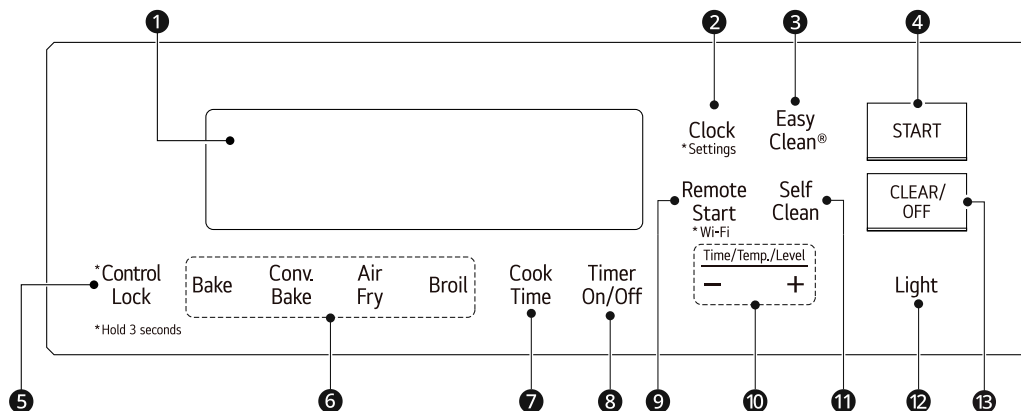 1
2
3
4
Clock
*Settings
Easy
Clean®
START
Remote
Start
*Wi-Fi
Self
Clean
CLEAR/
OFF
9
11
13
Time/Temp./Level
− +
*Control
Lock
*Hold 3 seconds
Bake
Conv.
Bake
Air
Fry
Broil
Cook
Time
Timer
On/Off
Light
5
6
7
8
10
12